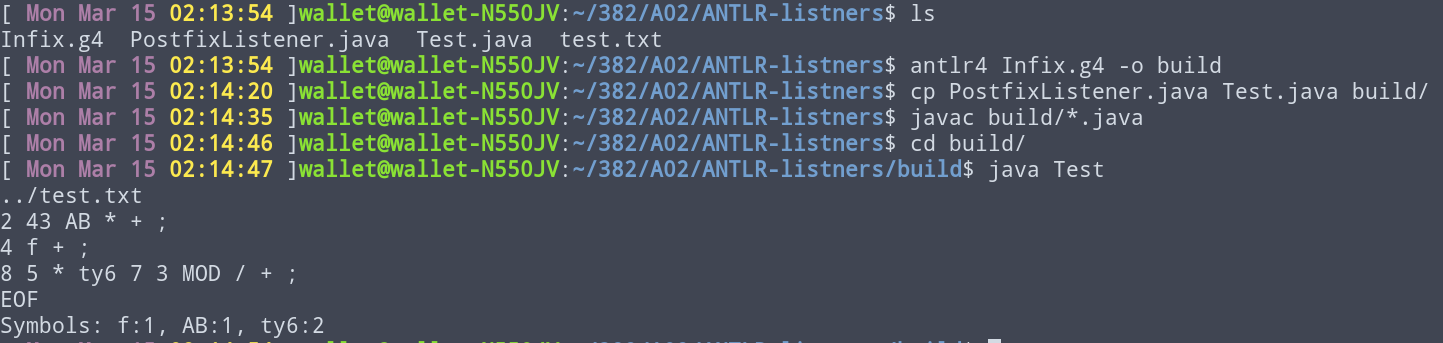 [ Mon Mar 15 02:13:54 ]wallet@wallet-N550JV:~/382/A02/ANTLR-listners$ ls
Infix.g4  PostfixListener.java  Test.java  test.txt
[ Mon Mar 15 02:13:54 ]wallet@wallet-N550JV:~/382/A02/ANTLR-listners$ antlr4 Infix.g4 -o build
[ Mon Mar 15 02:14:20 ]wallet@wallet-N550JV:~/382/A02/ANTLR-listners$ cp PostfixListener.java Test.java build/
[ Mon Mar 15 02:14:35 ]wallet@wallet-N550JV:~/382/A02/ANTLR-listners$ javac build/*.java
[ Mon Mar 15 02:14:46 ]wallet@wallet-N550JV:~/382/A02/ANTLR-listners$ cd build/
[ Mon Mar 15 02:14:47 ]wallet@wallet-N550JV:~/382/A02/ANTLR-listners/build$ java Test
../test.txt
2 43 AB * + ;
4 f + ;
8 5 * ty6 7 3 MOD / + ;
EOF
Symbols: f:1, AB:1, ty6:2